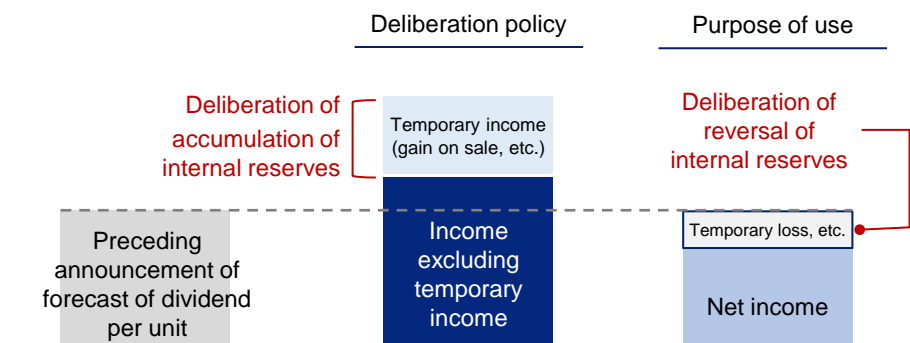 Deliberation policy
Purpose of use
Deliberation of
accumulation of
internal reserves
Temporary income
(gain on sale, etc.)
Deliberation of
reversal of
internal reserves
Preceding
announcement of
forecast of dividend
per unit
Income
excluding
temporary
income
Temporary loss, etc.
Net income